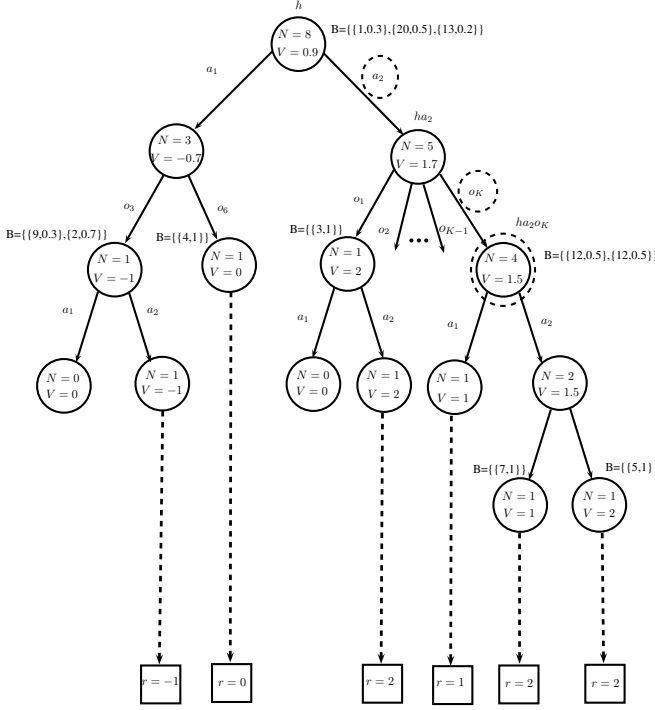 h
B={{1,0.3},{20,0.5},{13,0.2}}
N = 8
V = 0.9
a1
a2
ha2
N = 3
V = −0.7
N = 5
V = 1.7
o3
o6
o1
o2
oK−1
oK
ha2oK
B={{9,0.3},{2,0.7}}
B={{4,1}}
B={{3,1}}
B={{12,0.5},{12,0.5}}
N = 1
V = −1
N = 1
V = 0
N = 1
V = 2
•••
N = 4
V = 1.5
a1
a2
a1
a2
a1
a2
N = 0
V = 0
N = 1
V = −1
N = 0
V = 0
N = 1
V = 2
N = 1
V = 1
N = 2
V = 1.5
B={{7,1}}
B={{5,1}
N = 1
V = 1
N = 1
V = 2
r = −1
r = 0
r = 2
r = 1
r = 2
r = 2